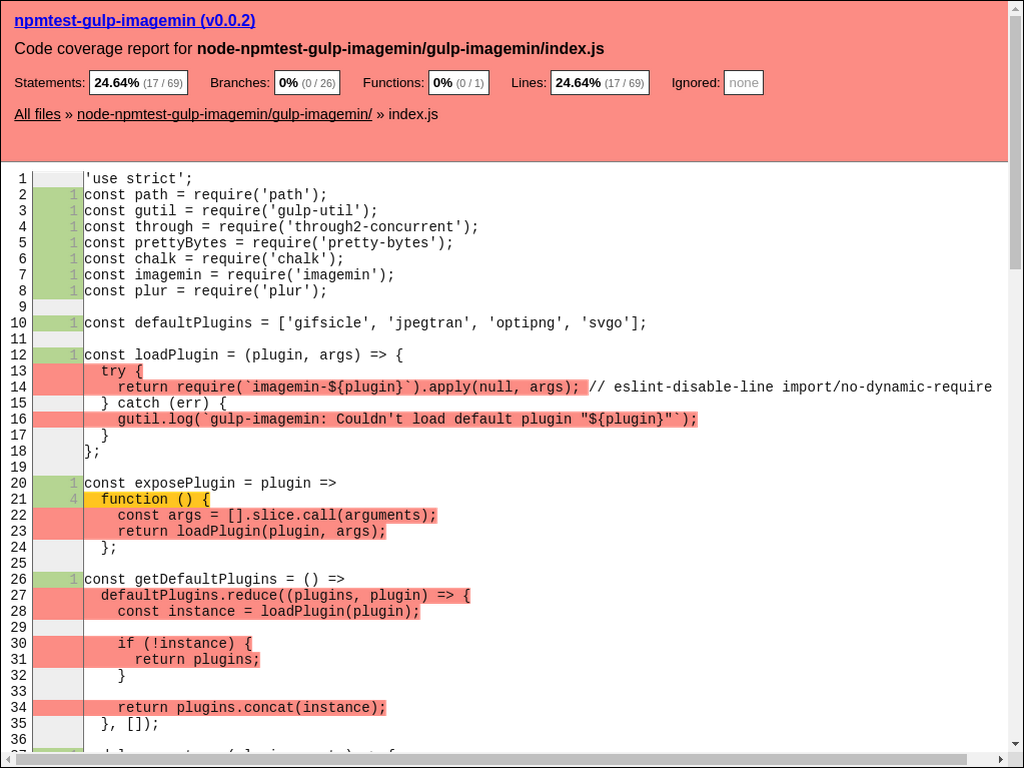 npmtest-gulp-imagemin (v0.0.2)
Code coverage report for node-npmtest-gulp-imagemin/gulp-imagemin/index.js
Statements: 24.64% (17 / 69) Branches: 0% (0 / 26) Functions: 0% (0 / 1) Lines: 24.64% (17 / 69) Ignored: none
All files » node-npmtest-gulp-imagemin/gulp-imagemin/ » index.js
1 'use strict';
2 1 const path = require('path');
3 1 const gutil = require('gulp-util');
4 1 const through = require('through2-concurrent');
5 1 const prettyBytes = require('pretty-bytes');
6 1 const chalk = require('chalk');
7 1 const imagemin = require('imagemin');
8 1 const plur = require('plur');
9
10 1 const defaultPlugins = ['gifsicle', 'jpegtran', 'optipng', 'svgo'];
11
12 1 const loadPlugin = (plugin, args) => {
13 try {
14 return require(`imagemin-${plugin}`).apply(null, args); // eslint-disable-line import/no-dynamic-require
15 } catch (err) {
16 gutil.log(`gulp-imagemin: Couldn't load default plugin "${plugin}"`);
17 }
18 };
19
20 1 const exposePlugin = plugin =>
21 4 function () {
22 const args = [].slice.call(arguments);
23 return loadPlugin(plugin, args);
24 };
25
26 1 const getDefaultPlugins = () =>
27 defaultPlugins.reduce((plugins, plugin) => {
28 const instance = loadPlugin(plugin);
29
30 if (!instance) {
31 return plugins;
32 }
33
34 return plugins.concat(instance);
35 }, []);
36